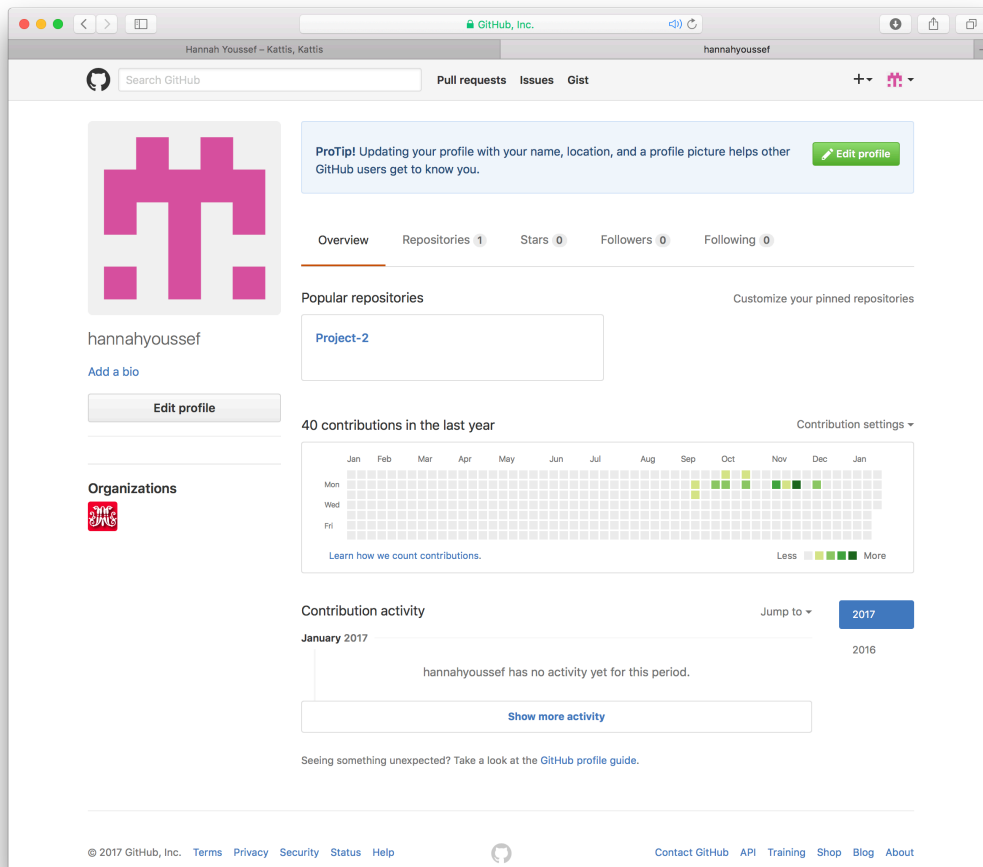 GitHub, Inc.
Hannah Youssef – Kattis, Kattis
hannahyoussef
Search GitHub
Pull requests Issues Gist
ProTip! Updating your profile with your name, location, and a profile picture helps other
GitHub users get to know you.
Edit profile
Overview Repositories 1 Stars 0 Followers 0 Following 0
Popular repositories
Customize your pinned repositories
Project-2
hannahyoussef
Add a bio
Edit profile
Organizations
40 contributions in the last year
Contribution settings
Jan Feb Mar Apr May Jun Jul Aug Sep Oct Nov Dec Jan
Mon
Wed
Fri
Learn how we count contributions.
Less More
Contribution activity
Jump to
2017
2016
January 2017
hannahyoussef has no activity yet for this period.
Show more activity
Seeing something unexpected? Take a look at the GitHub profile guide.
© 2017 GitHub, Inc. Terms Privacy Security Status Help
Contact GitHub API Training Shop Blog About